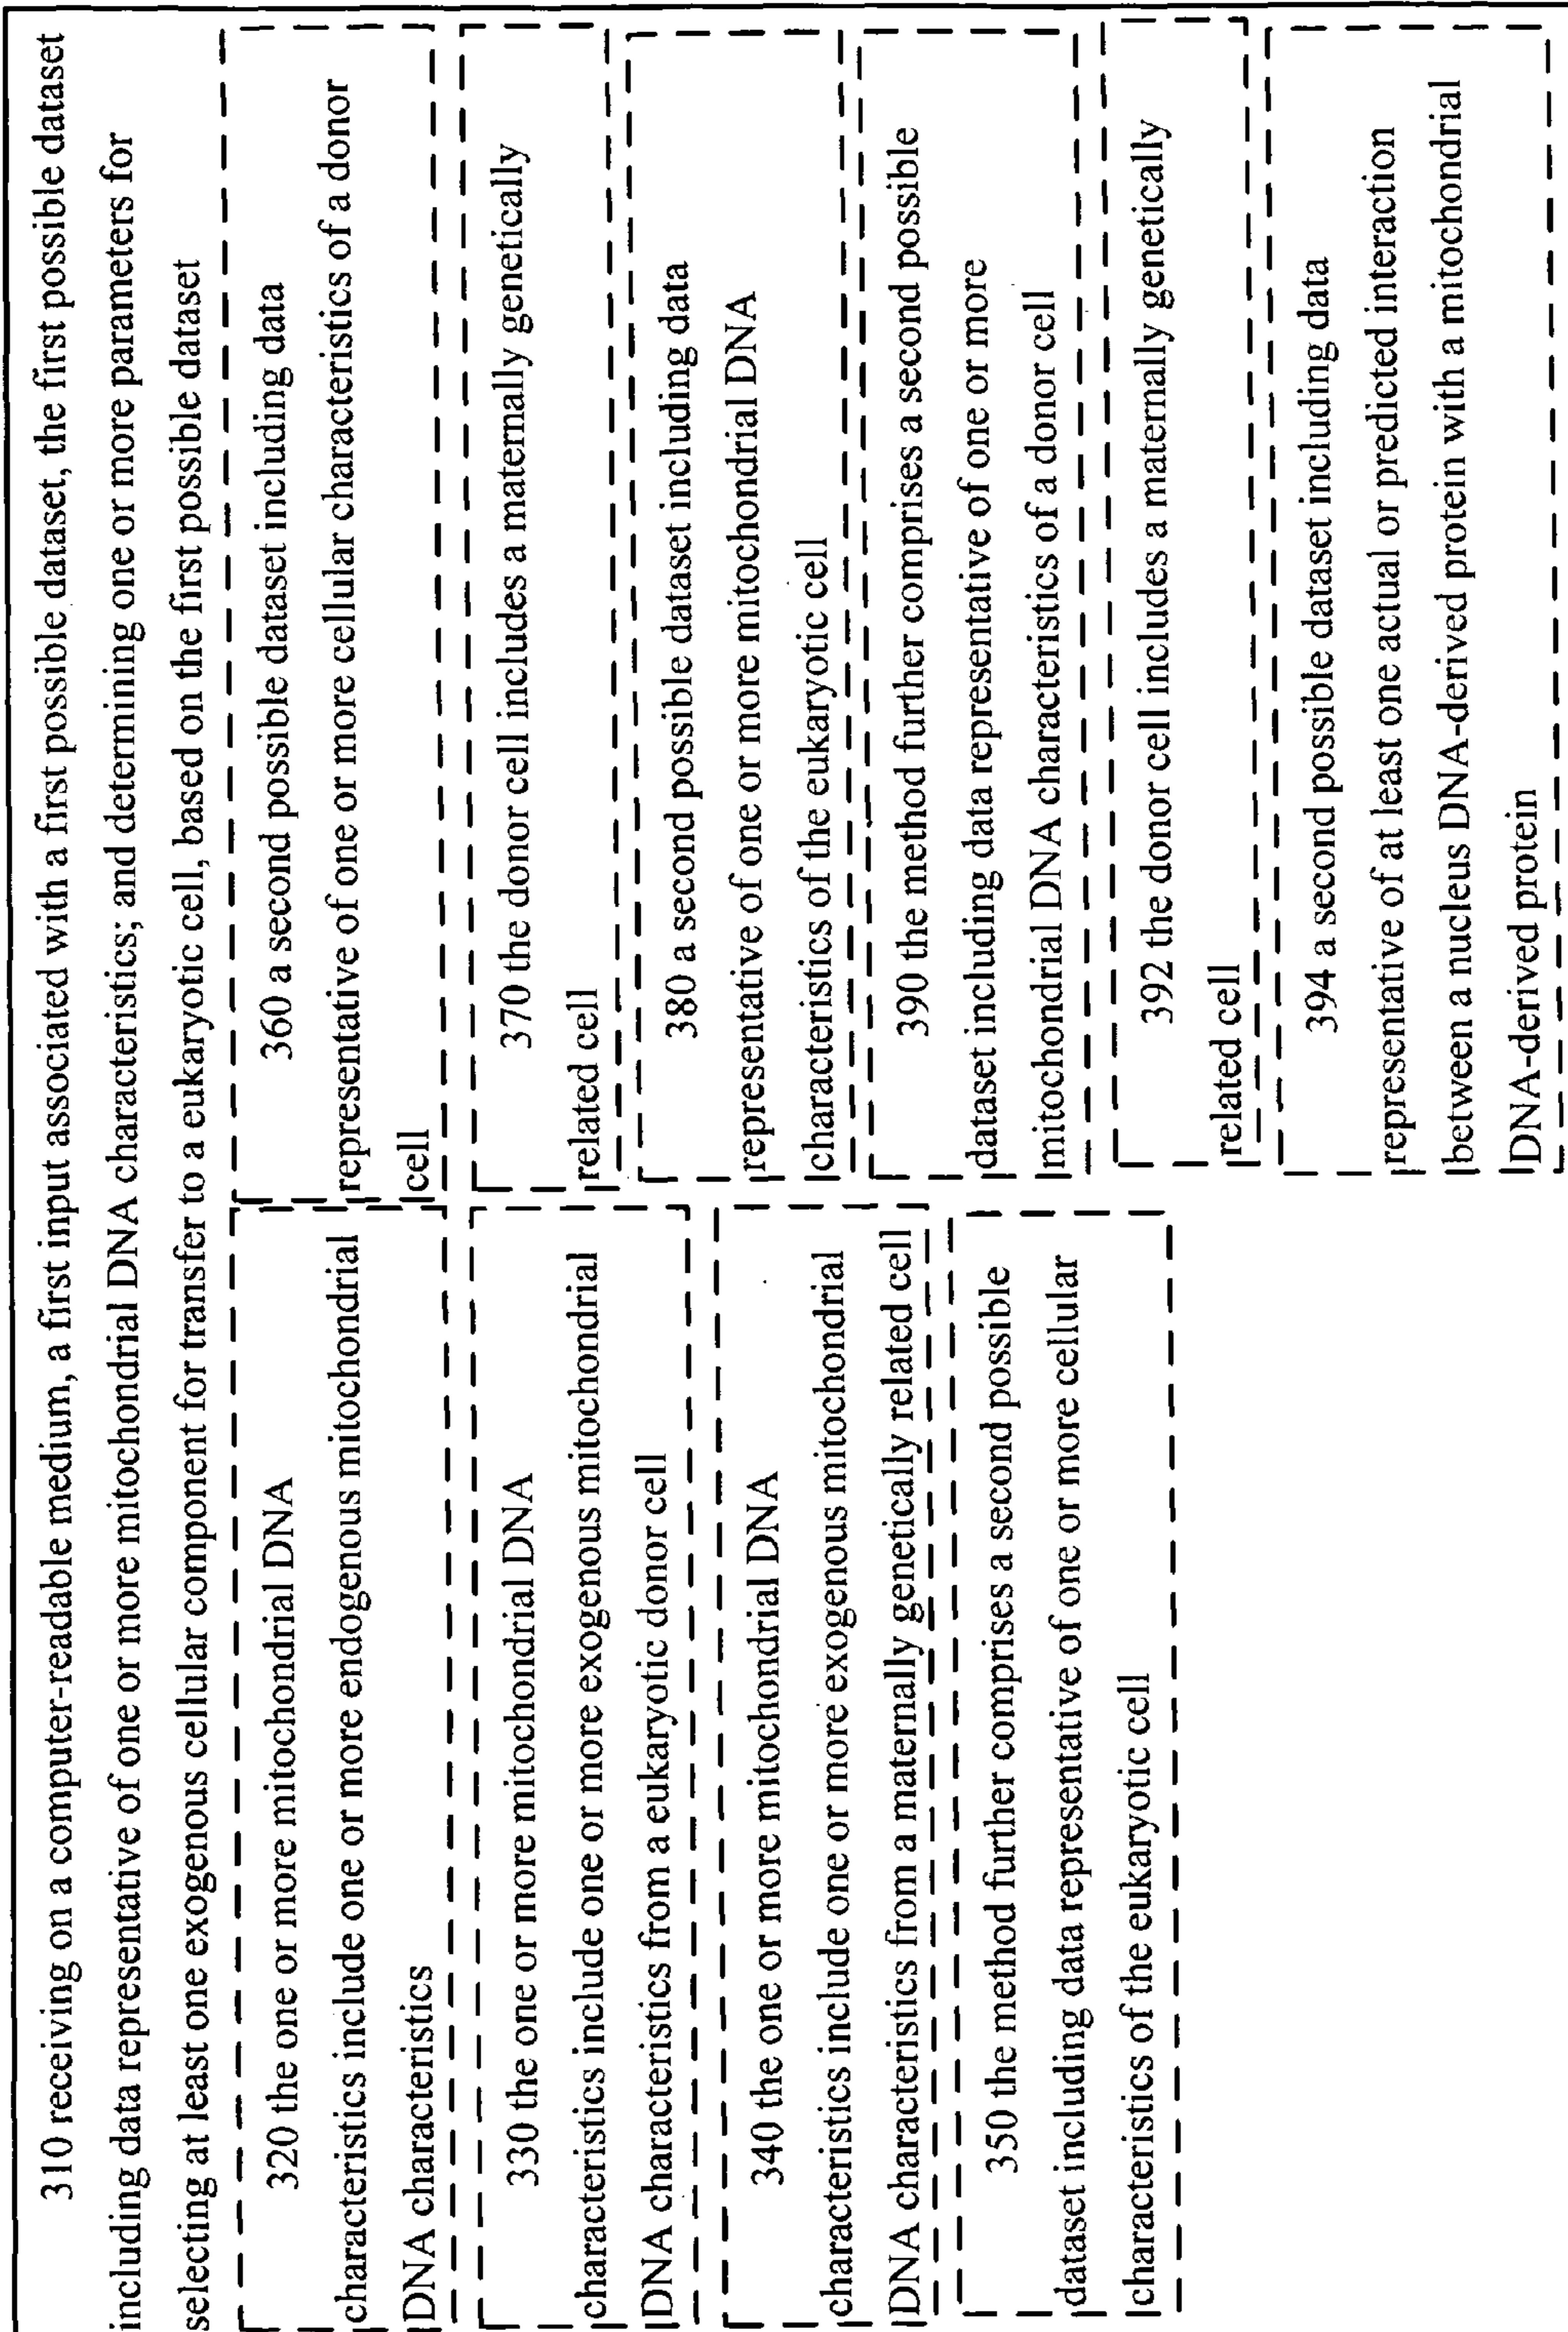 310 receiving on a computer-readable medium, a first input associated with a first possible dataset, the first possible dataset
including data representative of one or more mitochondrial DNA characteristics; and determining one or more parameters for
selecting at least one exogenous cellular component for transfer to a eukaryotic cell, based on the first possible dataset
320 the one or more mitochondrial DNA
characteristics include one or more endogenous mitochondrial
DNA characteristics
330 the one or more mitochondrial DNA
characteristics include one or more exogenous mitochondrial
DNA characteristics from a eukaryotic donor cell
340 the one or more mitochondrial DNA
characteristics include one or more exogenous mitochondrial
DNA characteristics from a maternally genetically related cell
350 the method further comprises a second possible
dataset including data representative of one or more cellular
characteristics of the eukaryotic cell
360 a second possible dataset including data
representative of one or more cellular characteristics of a donor
cell
370 the donor cell includes a maternally genetically
related cell
380 a second possible dataset including data
representative of one or more mitochondrial DNA
characteristics of the eukaryotic cell
390 the method further comprises a second possible
dataset including data representative of one or more
mitochondrial DNA characteristics of a donor cell
392 the donor cell includes a maternally genetically
related cell
394 a second possible dataset including data
representative of at least one actual or predicted interaction
between a nucleus DNA-derived protein with a mitochondrial
DNA-derived protein